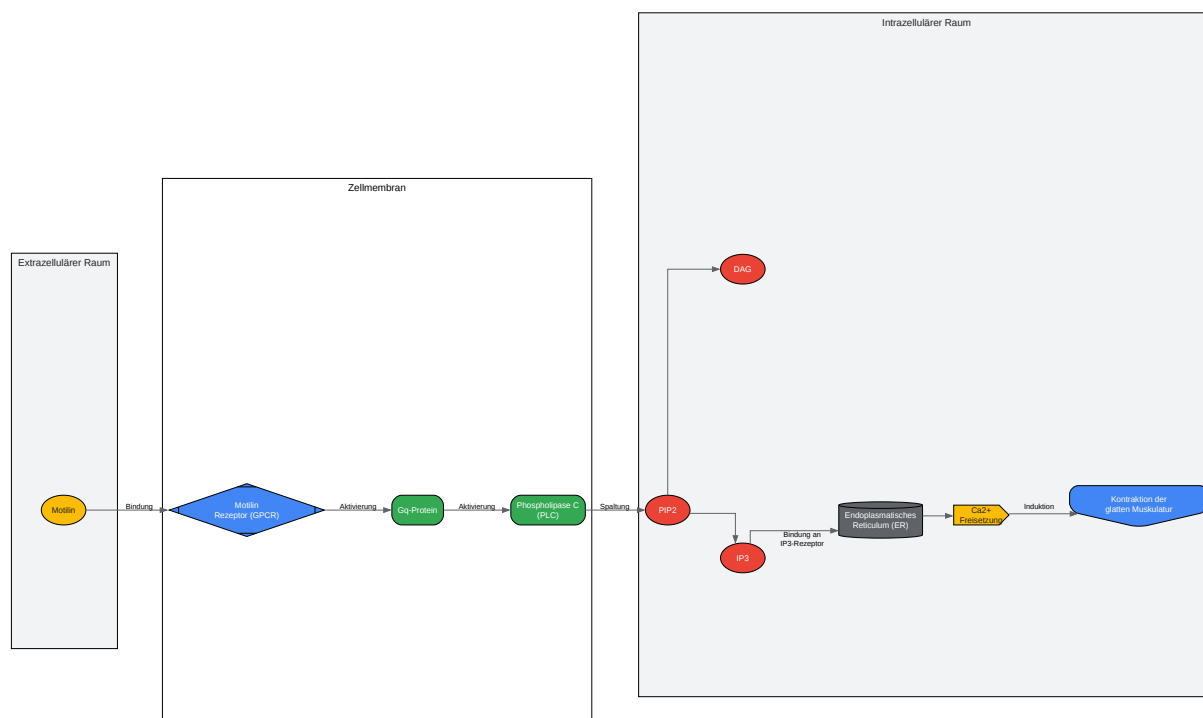 Intrazellulärer Raum
Zellmembran
Extrazellulärer Raum
DAG
Motilin
Bindung
Motilin
Rezeptor (GPCR)
Aktivierung
Gq-Protein
Aktivierung
Phospholipase C
(PLC)
Spaltung
PIP2
IP3
Bindung an
IP3-Rezeptor
Endoplasmatisches
Reticulum (ER)
Ca2+
Freisetzung
Induktion
Kontraktion der
glatten Muskulatur